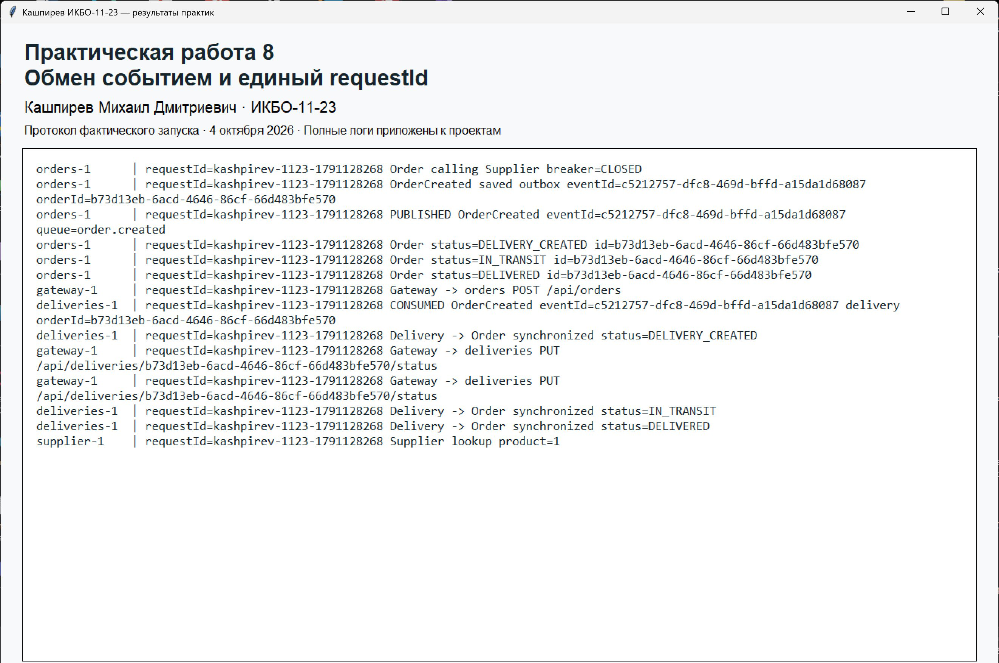 Кашпирев ИКБО-11-23 — результаты практик
Практическая работа 8
Обмен событием и единый requestId
Кашпирев Михаил Дмитриевич · ИКБО-11-23
Протокол фактического запуска · 4 октября 2026 · Полные логи приложены к проектам
orders-1      | requestId=kashpirev-1123-1791128268 Order calling Supplier breaker=CLOSED
orders-1      | requestId=kashpirev-1123-1791128268 OrderCreated saved outbox eventId=c5212757-dfc8-469d-bffd-a15da1d68087
orderId=b73d13eb-6acd-4646-86cf-66d483bfe570
orders-1      | requestId=kashpirev-1123-1791128268 PUBLISHED OrderCreated eventId=c5212757-dfc8-469d-bffd-a15da1d68087
queue=order.created
orders-1      | requestId=kashpirev-1123-1791128268 Order status=DELIVERY_CREATED id=b73d13eb-6acd-4646-86cf-66d483bfe570
orders-1      | requestId=kashpirev-1123-1791128268 Order status=IN_TRANSIT id=b73d13eb-6acd-4646-86cf-66d483bfe570
orders-1      | requestId=kashpirev-1123-1791128268 Order status=DELIVERED id=b73d13eb-6acd-4646-86cf-66d483bfe570
gateway-1     | requestId=kashpirev-1123-1791128268 Gateway -> orders POST /api/orders
deliveries-1  | requestId=kashpirev-1123-1791128268 CONSUMED OrderCreated eventId=c5212757-dfc8-469d-bffd-a15da1d68087 delivery
orderId=b73d13eb-6acd-4646-86cf-66d483bfe570
deliveries-1  | requestId=kashpirev-1123-1791128268 Delivery -> Order synchronized status=DELIVERY_CREATED
gateway-1     | requestId=kashpirev-1123-1791128268 Gateway -> deliveries PUT
/api/deliveries/b73d13eb-6acd-4646-86cf-66d483bfe570/status
gateway-1     | requestId=kashpirev-1123-1791128268 Gateway -> deliveries PUT
/api/deliveries/b73d13eb-6acd-4646-86cf-66d483bfe570/status
deliveries-1  | requestId=kashpirev-1123-1791128268 Delivery -> Order synchronized status=IN_TRANSIT
deliveries-1  | requestId=kashpirev-1123-1791128268 Delivery -> Order synchronized status=DELIVERED
supplier-1    | requestId=kashpirev-1123-1791128268 Supplier lookup product=1